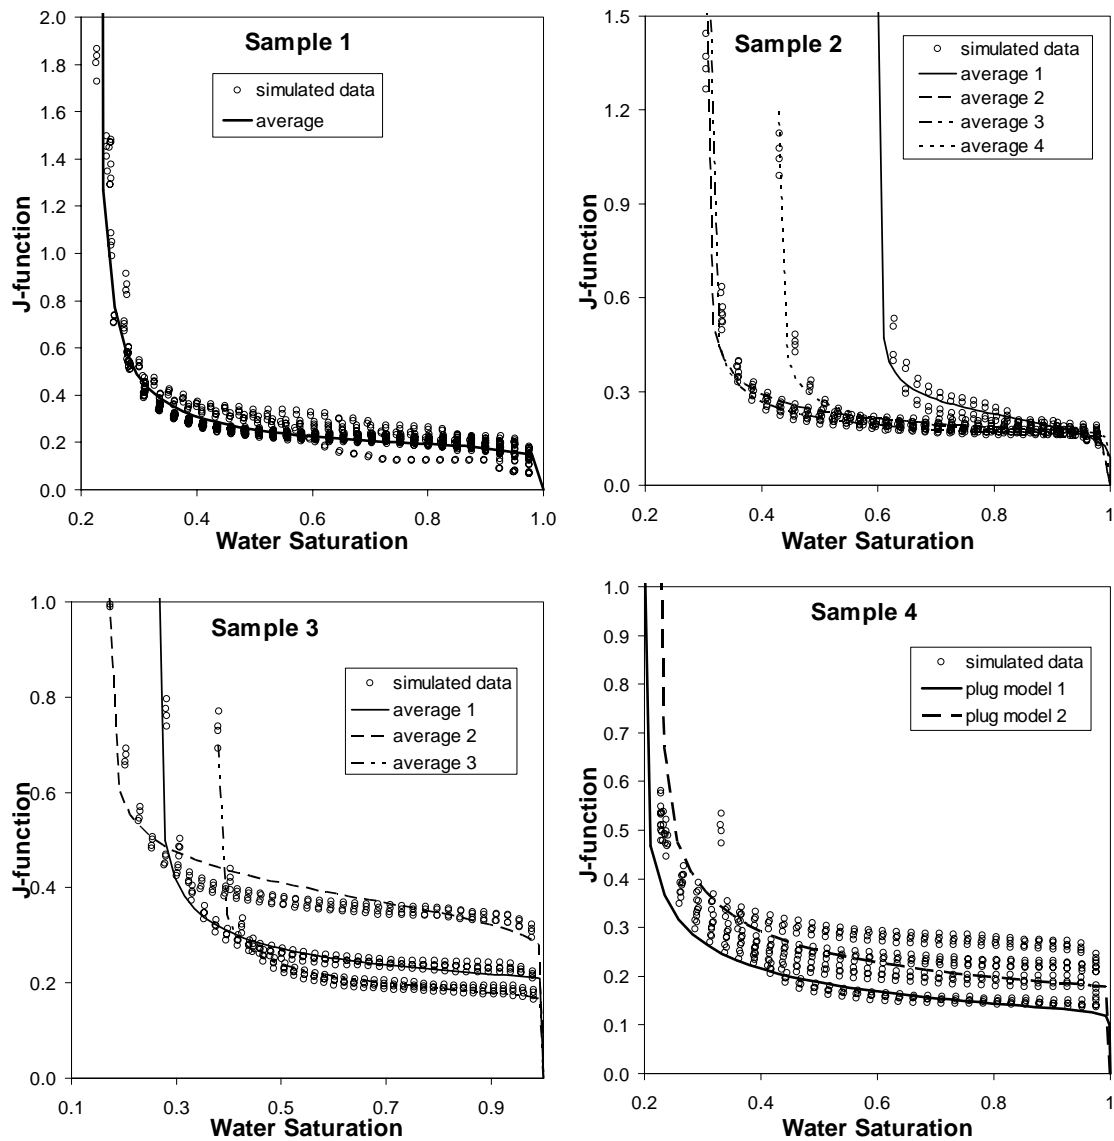 Sample 1
simulated data
average
J-function
2.0
1.8
1.6
1.4
1.2
1.0
0.8
0.6
0.4
0.2
0.0
0.2 0.4 0.6 0.8 1.0
Water Saturation
Sample 2
simulated data
average 1
average 2
average 3
average 4
J-function
1.5
1.2
0.9
0.6
0.3
0.0
0.2 0.4 0.6 0.8 1
Water Saturation
Sample 3
simulated data
average 1
average 2
average 3
J-function
1.0
0.8
0.6
0.4
0.2
0.0
0.1 0.3 0.5 0.7 0.9
Water Saturation
Sample 4
simulated data
plug model 1
plug model 2
J-function
1.0
0.9
0.8
0.7
0.6
0.5
0.4
0.3
0.2
0.1
0.0
0.2 0.4 0.6 0.8 1
Water Saturation